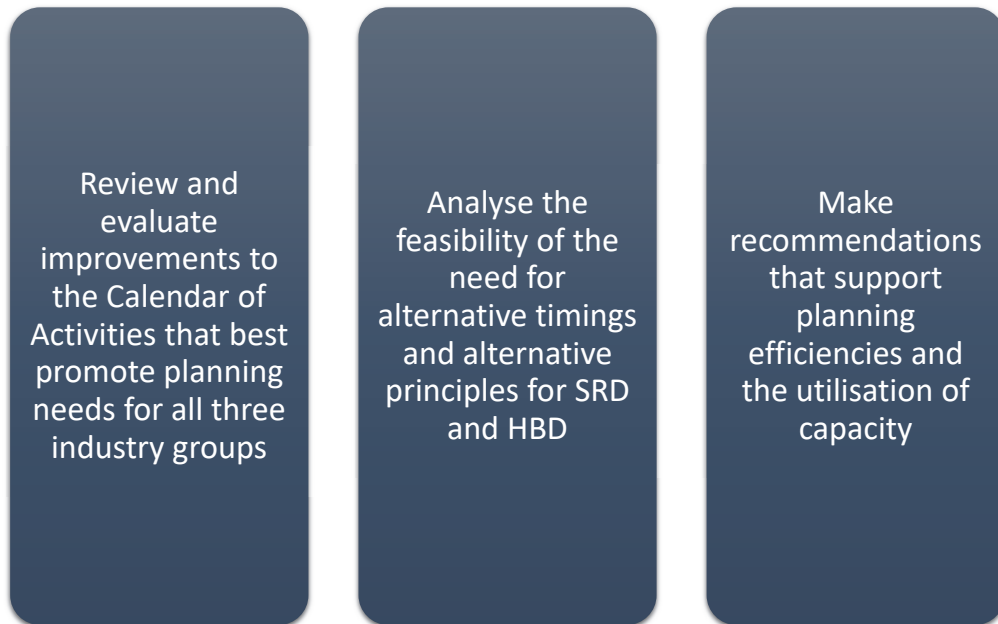 Review and
evaluate
improvements to
the Calendar of
Activities that best
promote planning
needs for all three
industry groups
Analyse the
feasibility of the
need for
alternative timings
and alternative
principles for SRD
and HBD
Make
recommendations
that support
planning
efficiencies and
the utilisation of
capacity